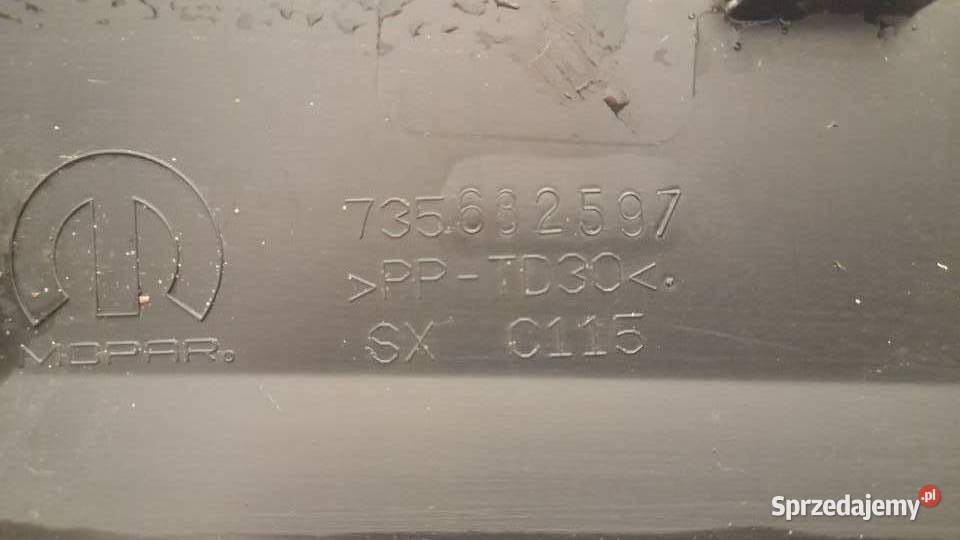 735682597
>PP-TD30<.
SX C115
MOPAR®
Sprzedajemy.pl